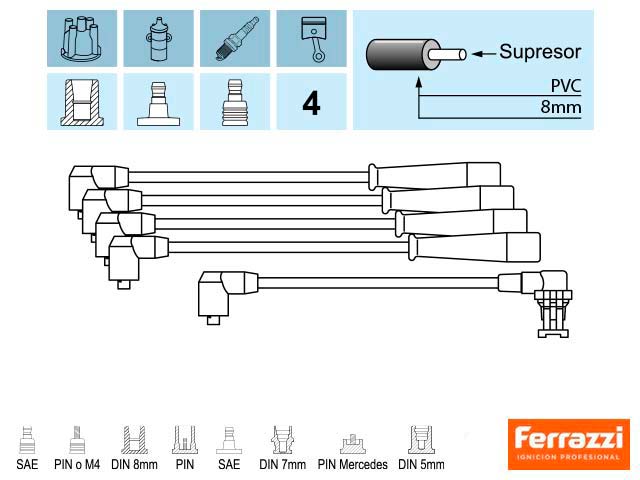 Supresor
PVC
8mm
4
SAE PIN o M4 DIN 8mm PIN SAE DIN 7mm PIN Mercedes DIN 5mm
Ferrazzi
IGNICION PROFESIONAL